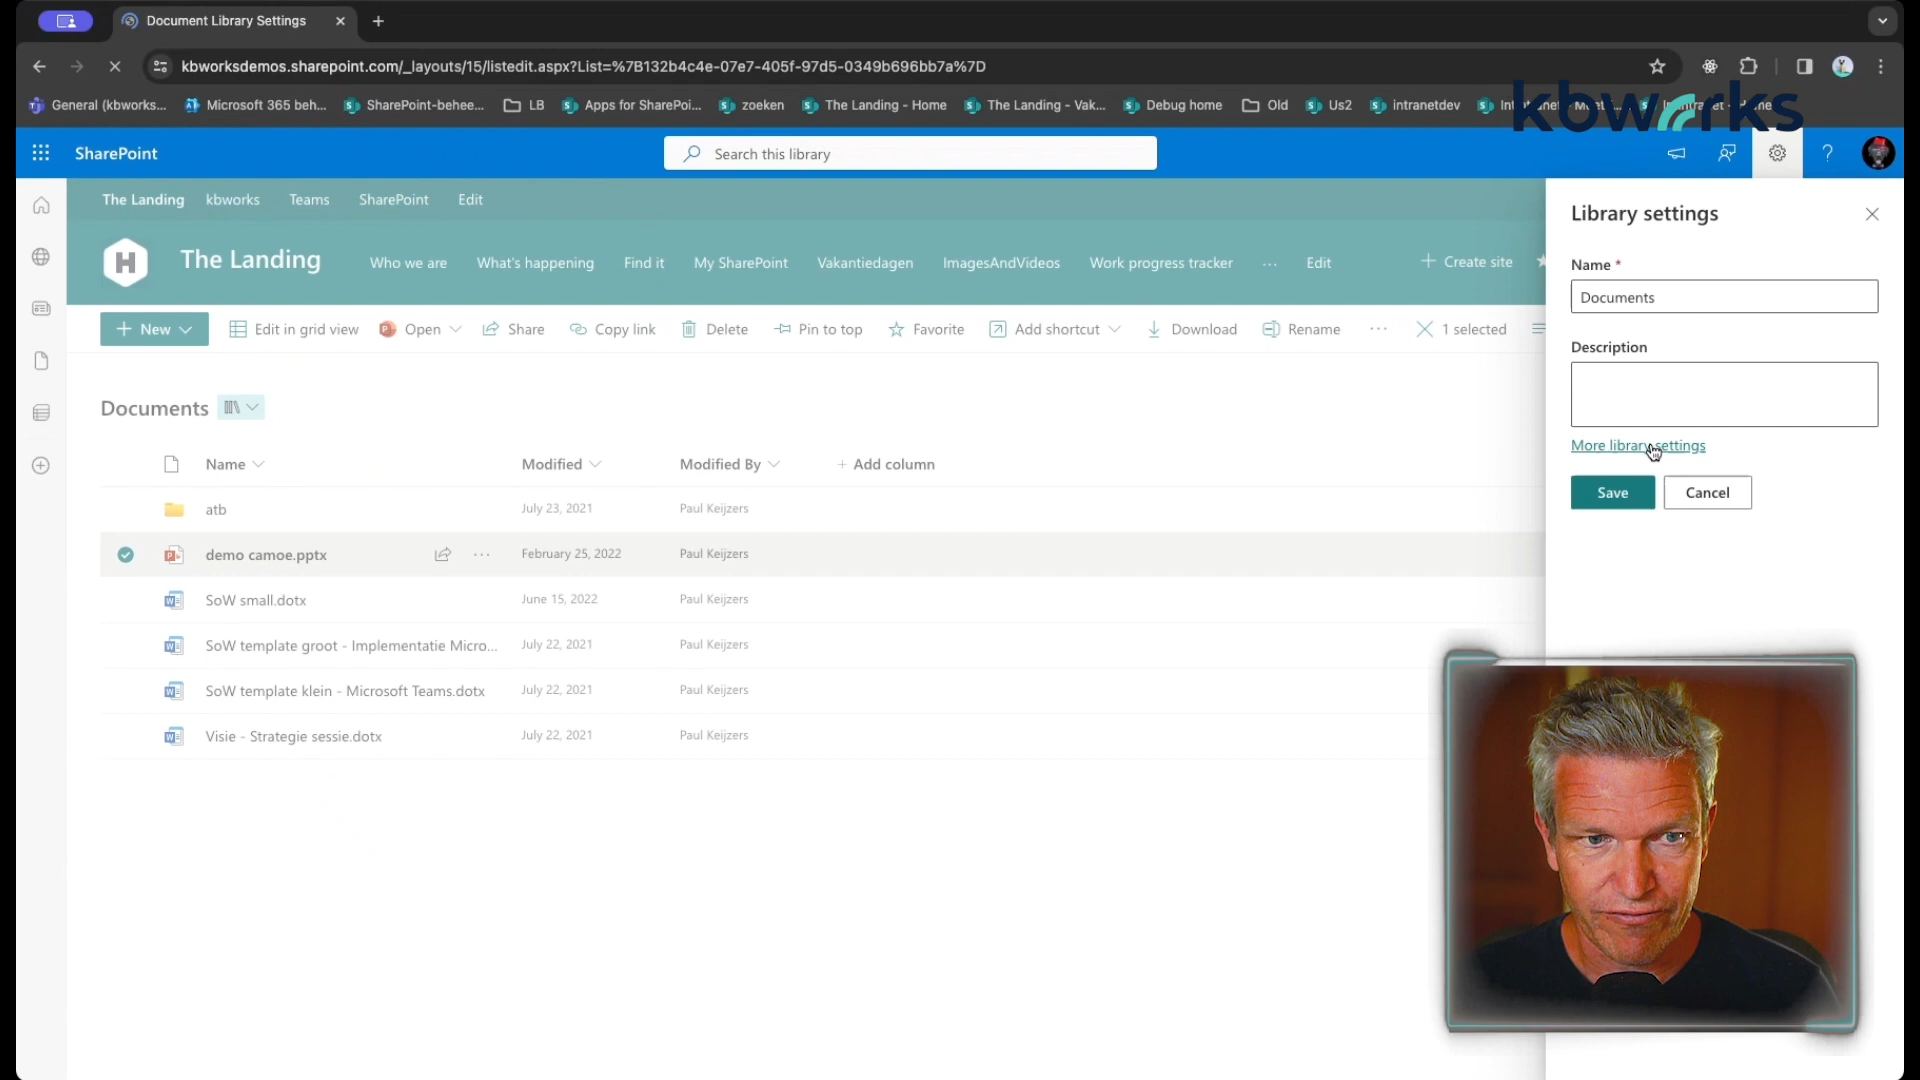 Document Library Settings
kbworksdemos.sharepoint.com/_layouts/15/listedit.aspx?List=%7B132b4c4e-07e7-405f-97d5-0349b696bb7a%7D
General (kbworks...
Microsoft 365 beh...
SharePoint-behee...
LB
Apps for SharePoi...
zoeken
The Landing - Home
The Landing - Vak...
Debug home
Old
Us2
intranetdev
kbworks
SharePoint
Search this library
The Landing
kbworks
Teams
SharePoint
Edit
H
The Landing
Who we are
What's happening
Find it
My SharePoint
Vakantiedagen
ImagesAndVideos
Work progress tracker
...
Edit
Create site
New
Edit in grid view
Open
Share
Copy link
Delete
Pin to top
Favorite
Add shortcut
Download
Rename
...
1 selected
Documents
Name
Modified
Modified By
Add column
atb
July 23, 2021
Paul Keijzers
demo camoe.pptx
February 25, 2022
Paul Keijzers
SoW small.dotx
June 15, 2022
Paul Keijzers
SoW template groot - Implementatie Micro...
July 22, 2021
Paul Keijzers
SoW template klein - Microsoft Teams.dotx
July 22, 2021
Paul Keijzers
Visie - Strategie sessie.dotx
July 22, 2021
Paul Keijzers
Library settings
Name *
Documents
Description
More library settings
Save
Cancel